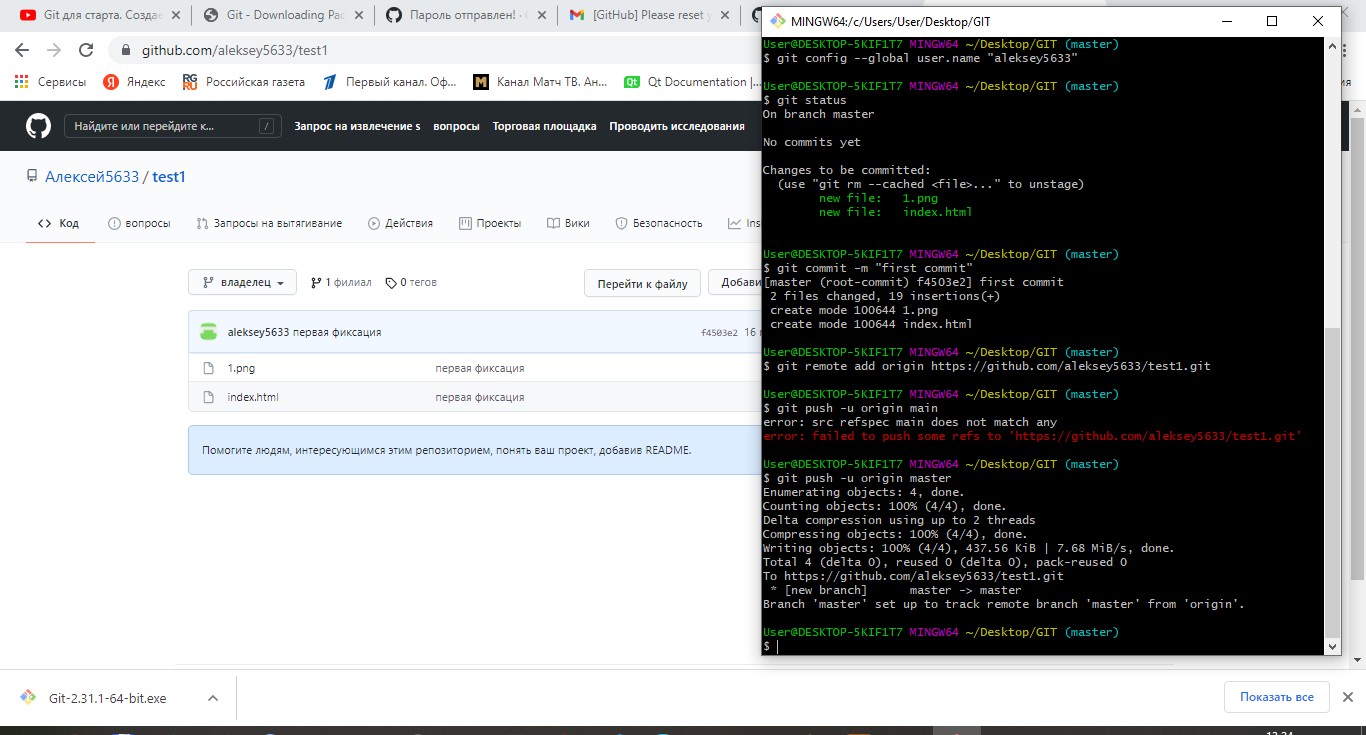 Git для старта. Создае
Git - Downloading Pac
Пароль отправлен! ·
[GitHub] Please reset y
github.com/aleksey5633/test1
Сервисы
Яндекс
Российская газета
Первый канал. Оф...
Канал Матч ТВ. Ан...
Qt Documentation |...
Найдите или перейдите к...
/
Запрос на извлечение s
вопросы
Торговая площадка
Проводить исследования
Алексей5633 / test1
Код
вопросы
Запросы на вытягивание
Действия
Проекты
Вики
Безопасность
Ins
владелец
1 филиал
0 тегов
Перейти к файлу
Добави
aleksey5633 первая фиксация
f4503e2 16
1.png
первая фиксация
index.html
первая фиксация
Помогите людям, интересующимся этим репозиторием, понять ваш проект, добавив README.
MINGW64:/c/Users/User/Desktop/GIT
User@DESKTOP-5KIF1T7 MINGW64 ~/Desktop/GIT (master)
$ git config --global user.name "aleksey5633"
User@DESKTOP-5KIF1T7 MINGW64 ~/Desktop/GIT (master)
$ git status
On branch master
No commits yet
Changes to be committed:
(use "git rm --cached <file>..." to unstage)
new file:   1.png
new file:   index.html
User@DESKTOP-5KIF1T7 MINGW64 ~/Desktop/GIT (master)
$ git commit -m "first commit"
[master (root-commit) f4503e2] first commit
2 files changed, 19 insertions(+)
create mode 100644 1.png
create mode 100644 index.html
User@DESKTOP-5KIF1T7 MINGW64 ~/Desktop/GIT (master)
$ git remote add origin https://github.com/aleksey5633/test1.git
User@DESKTOP-5KIF1T7 MINGW64 ~/Desktop/GIT (master)
$ git push -u origin main
error: src refspec main does not match any
error: failed to push some refs to 'https://github.com/aleksey5633/test1.git'
User@DESKTOP-5KIF1T7 MINGW64 ~/Desktop/GIT (master)
$ git push -u origin master
Enumerating objects: 4, done.
Counting objects: 100% (4/4), done.
Delta compression using up to 2 threads
Compressing objects: 100% (4/4), done.
Writing objects: 100% (4/4), 437.56 KiB | 7.68 MiB/s, done.
Total 4 (delta 0), reused 0 (delta 0), pack-reused 0
To https://github.com/aleksey5633/test1.git
* [new branch]      master -> master
Branch 'master' set up to track remote branch 'master' from 'origin'.
User@DESKTOP-5KIF1T7 MINGW64 ~/Desktop/GIT (master)
$
Git-2.31.1-64-bit.exe
Показать все